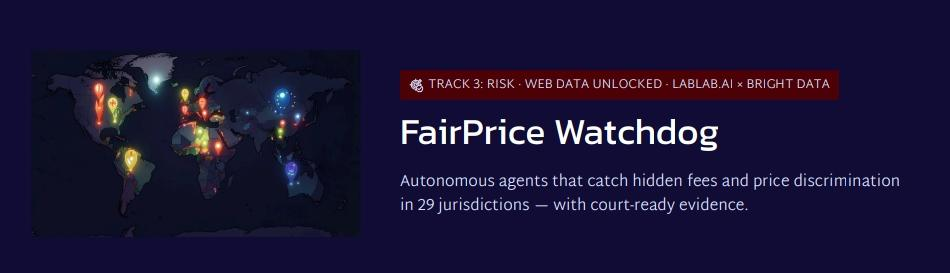 TRACK 3: RISK · WEB DATA UNLOCKED · LABLAB.AI × BRIGHT DATA
FairPrice Watchdog
Autonomous agents that catch hidden fees and price discrimination
in 29 jurisdictions — with court-ready evidence.